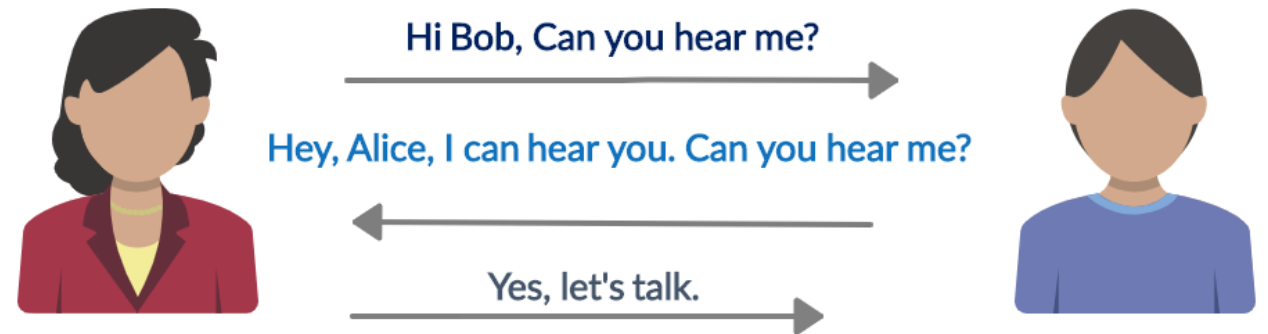 Hi Bob, Can you hear me?
Hey, Alice, I can hear you. Can you hear me?
Yes, let's talk.